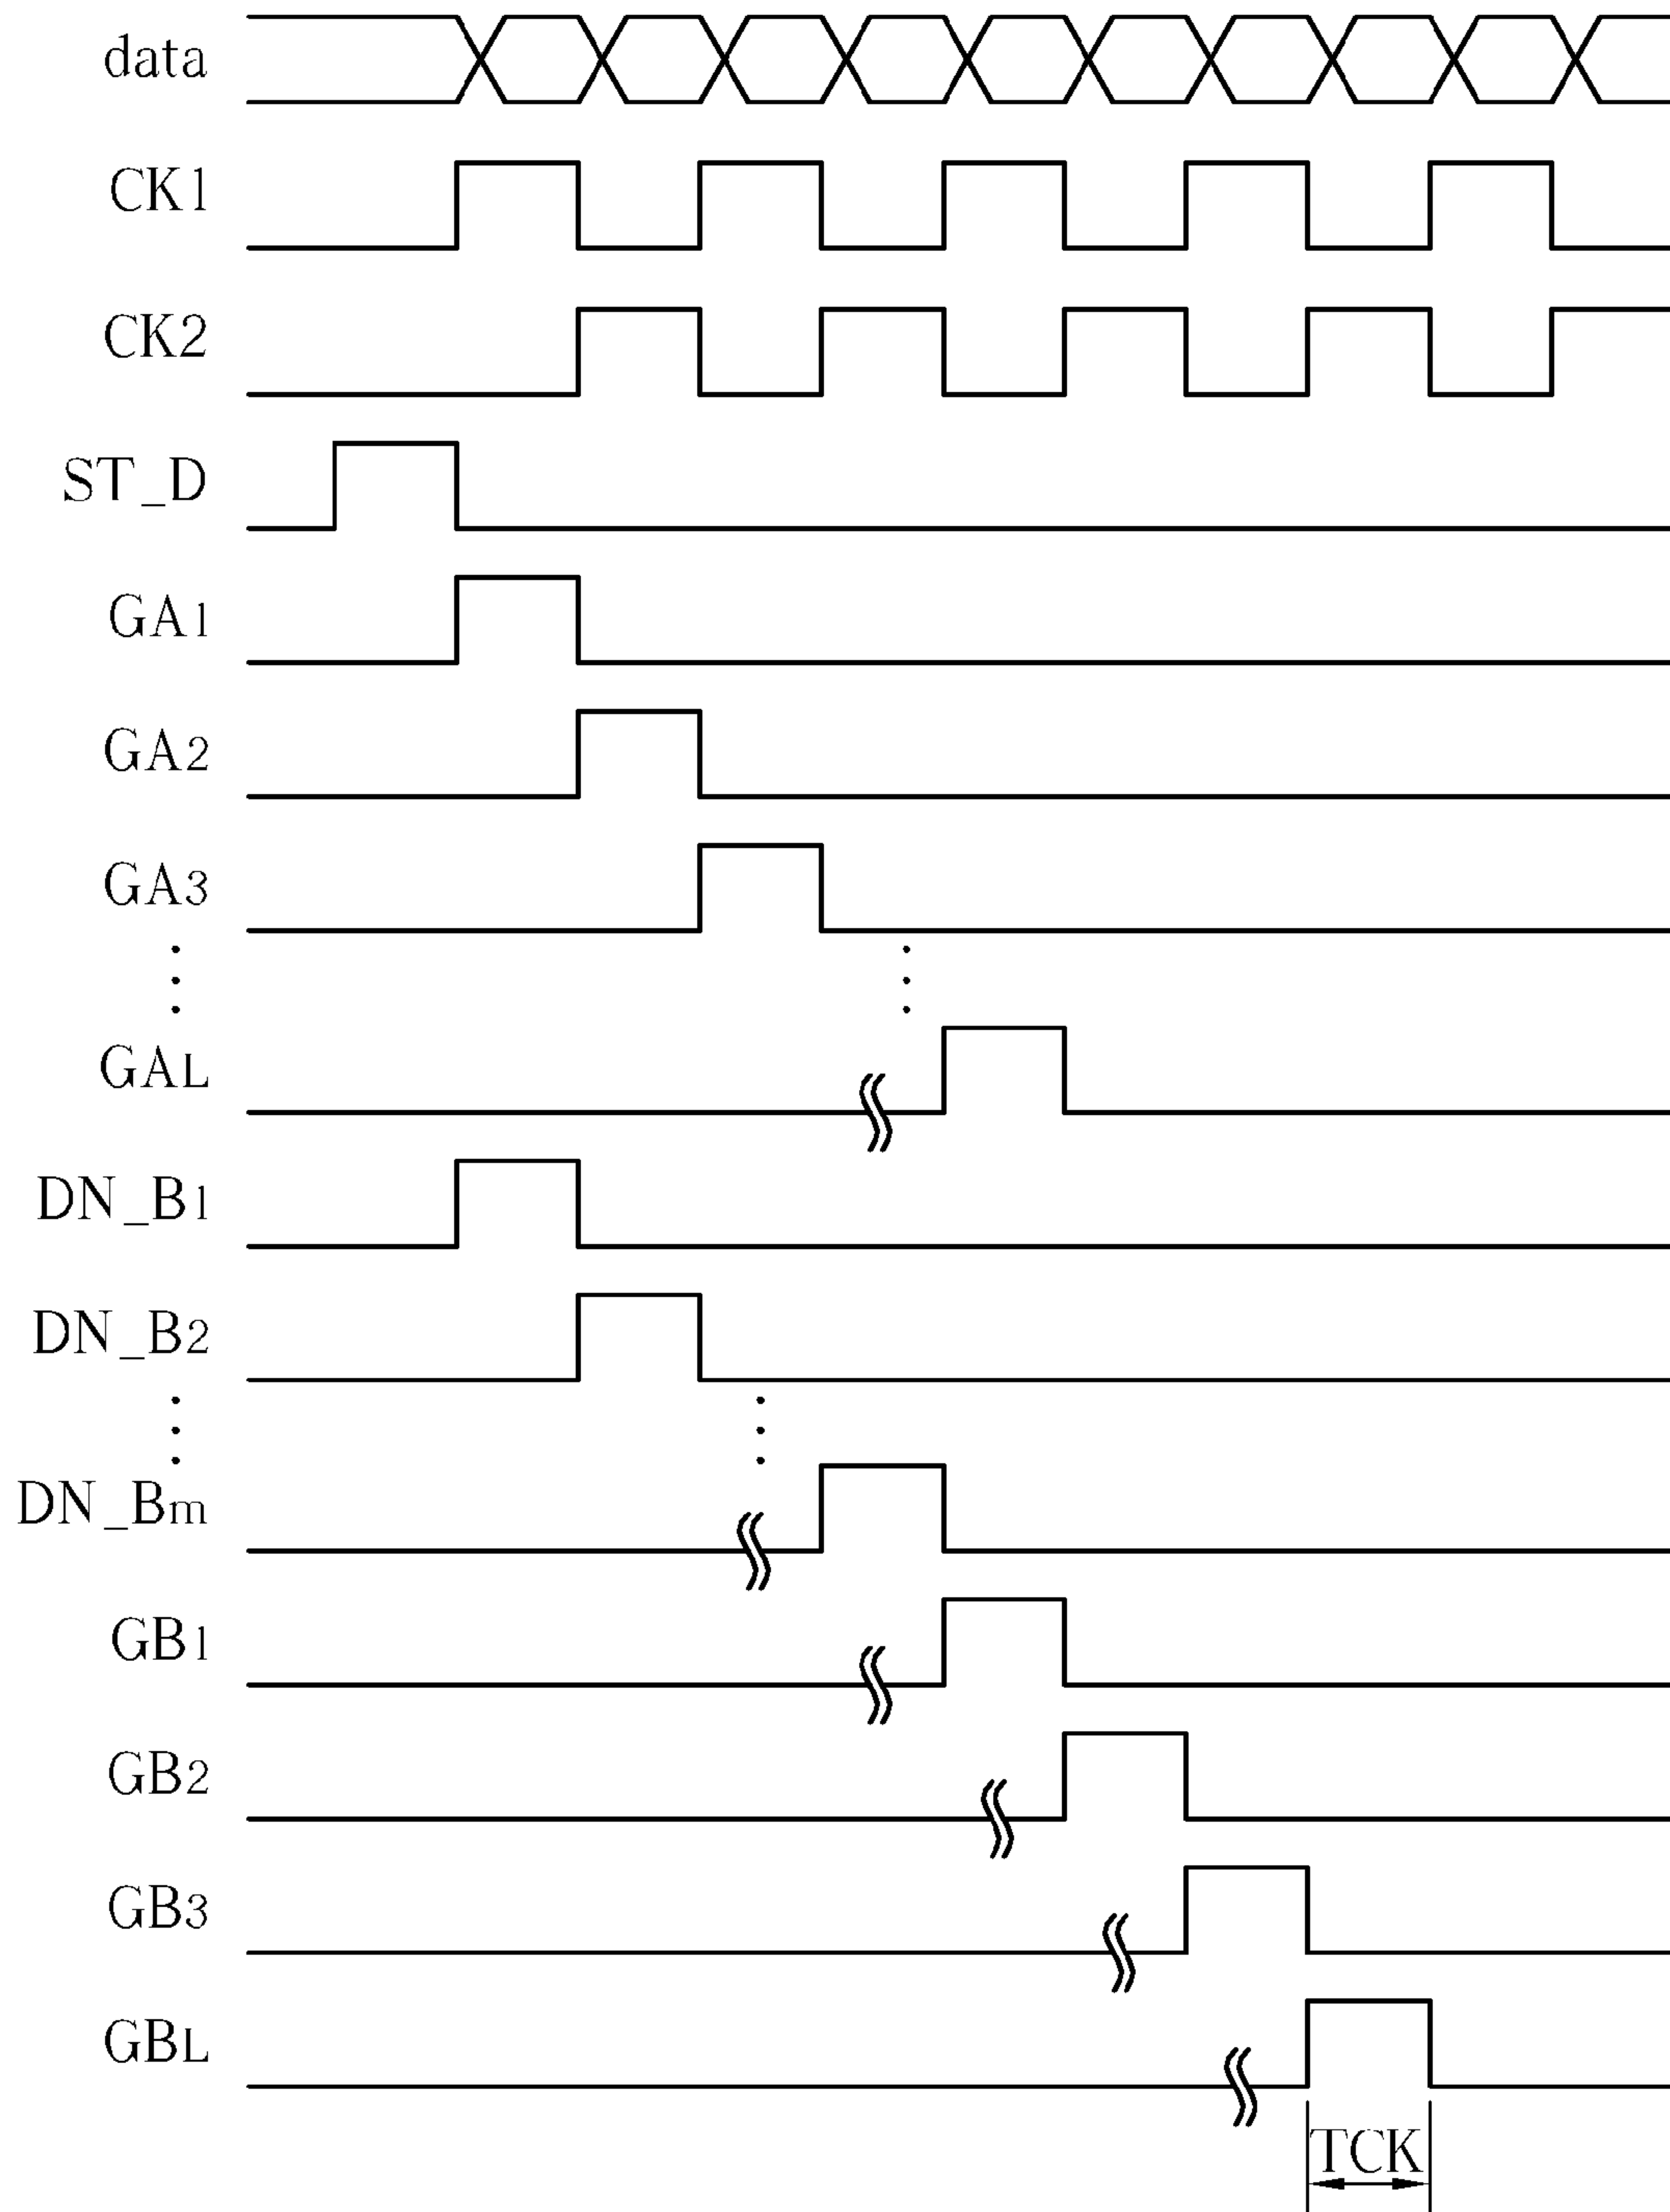 data
CK1
CK2
ST_D
GA1
GA2
GA3
GAL
DN_B1
DN_B2
DN_Bm
GB1
GB2
GB3
GBL
TCK